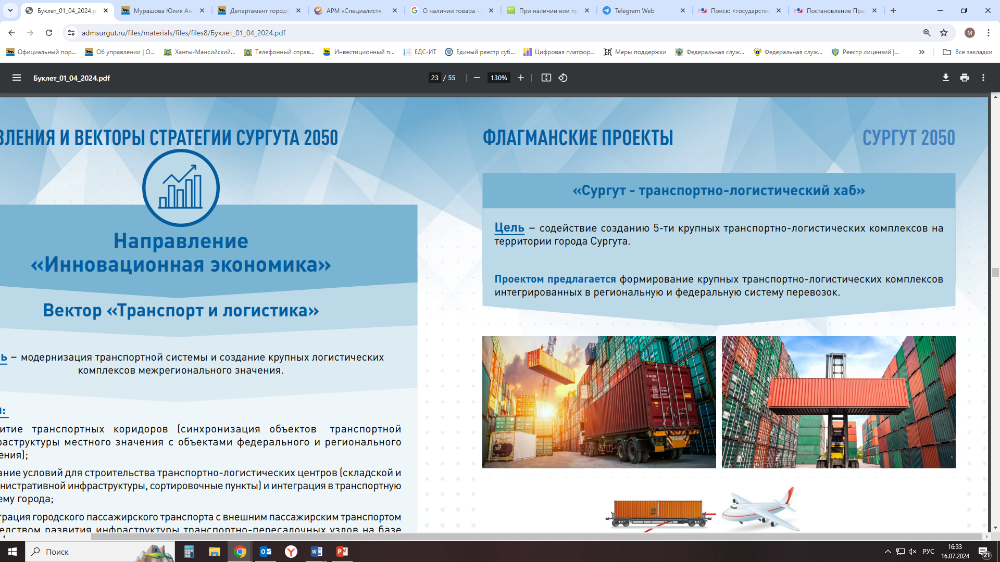 Буклет_01_04_2024.p
Мурашова Юлия Ан
Департамент городс
АРМ «Специалист»
О наличии товара -
При наличии или пр
Telegram Web
Поиск: <государстве
Постановление Пра
admsurgut.ru/files/materials/files/files8/Буклет_01_04_2024.pdf
M
Официальный пор...
Об управлении | О...
Ханты-Мансийский...
Телефонный справ...
Инвестиционный п...
ЕДС-ИТ
Единый реестр суб...
Цифровая платфор...
Меры поддержки
Федеральная служ...
Федеральная служ...
Реестр лицензий |...
Все закладки
Буклет_01_04_2024.pdf
23 / 55
130%
ВЛЕНИЯ И ВЕКТОРЫ СТРАТЕГИИ СУРГУТА 2050
Направление
«Инновационная экономика»
Вектор «Транспорт и логистика»
ь – модернизация транспортной системы и создание крупных логистических
комплексов межрегионального значения.
и:
итие транспортных коридоров (синхронизация объектов транспортной
раструктуры местного значения с объектами федерального и регионального
ения);
ание условий для строительства транспортно-логистических центров (складской и
нистративной инфраструктуры, сортировочные пункты) и интеграция в транспортную
ему города;
грация городского пассажирского транспорта с внешним пассажирским транспортом
едством развития инфраструктуры транспортно-пересадочных узлов на базе
ФЛАГМАНСКИЕ ПРОЕКТЫ
СУРГУТ 2050
«Сургут - транспортно-логистический хаб»
Цель – содействие созданию 5-ти крупных транспортно-логистических комплексов на
территории города Сургута.
Проектом предлагается формирование крупных транспортно-логистических комплексов
интегрированных в региональную и федеральную систему перевозок.
Поиск
РУС
16:33
16.07.2024
21